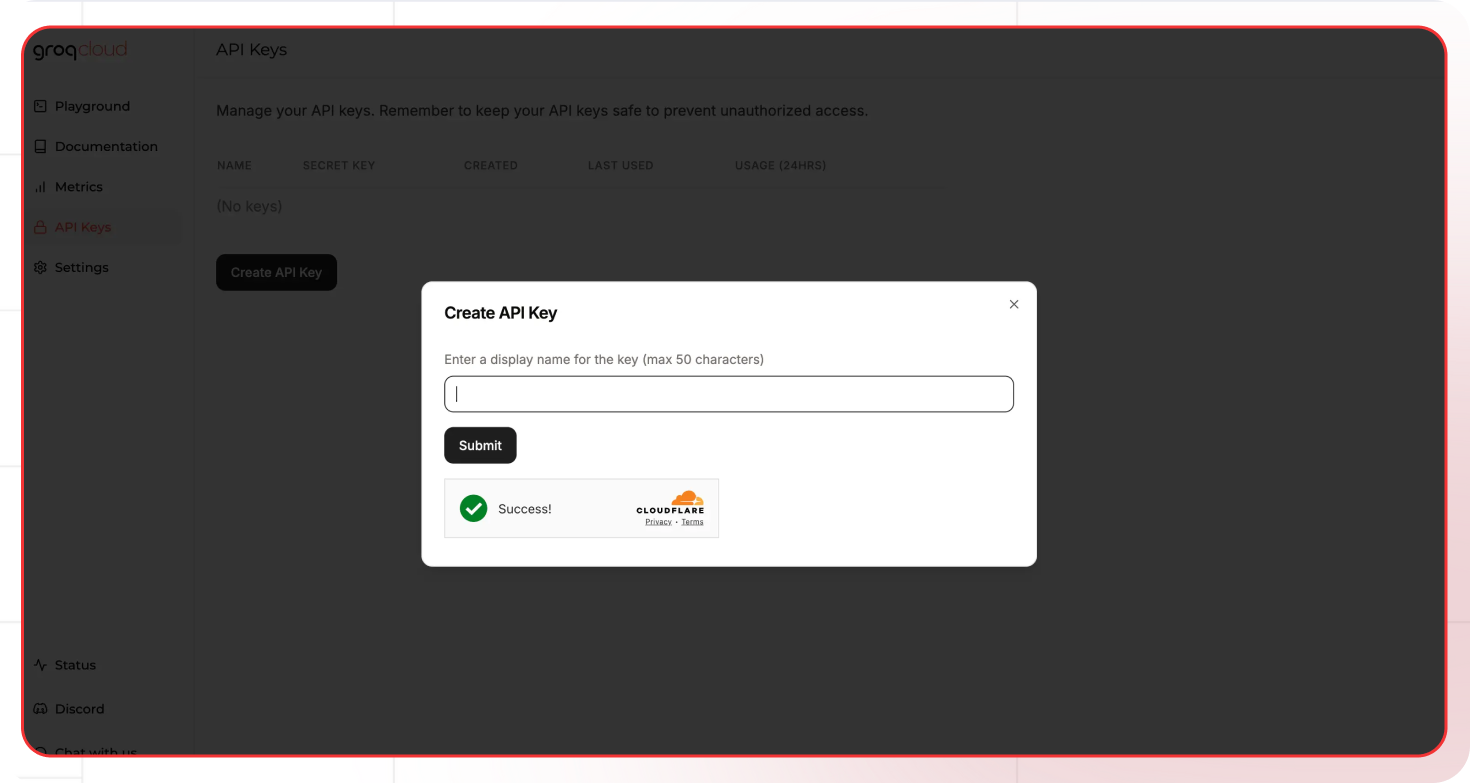 groqcloud
API Keys
Playground
Documentation
Metrics
API Keys
Settings
Manage your API keys. Remember to keep your API keys safe to prevent unauthorized access.
NAME SECRET KEY CREATED LAST USED USAGE (24HRS)
(No keys)
Create API Key
Create API Key
Enter a display name for the key (max 50 characters)
Submit
Success!
CLOUDFLARE
Privacy • Terms
Status
Discord
Chat with us